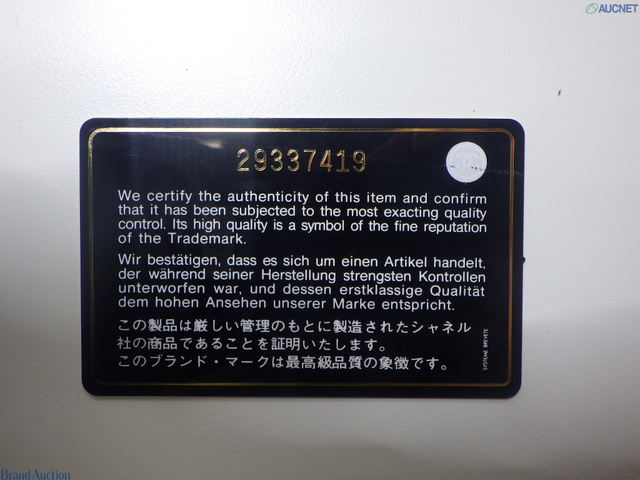 AUCNET
29337419
We certify the authenticity of this item and confirm
that it has been subjected to the most exacting quality
control. Its high quality is a symbol of the fine reputation
of the Trademark.
Wir bestätigen, dass es sich um einen Artikel handelt,
der während seiner Herstellung strengsten Kontrollen
unterworfen war, und dessen erstklassige Qualität
dem hohen Ansehen unserer Marke entspricht.
この製品は厳しい管理のもとに製造されたシャネル
社の商品であることを証明いたします。
このブランド・マークは最高級品質の象徴です。
SYSTEME BREVETE
BrandAuction